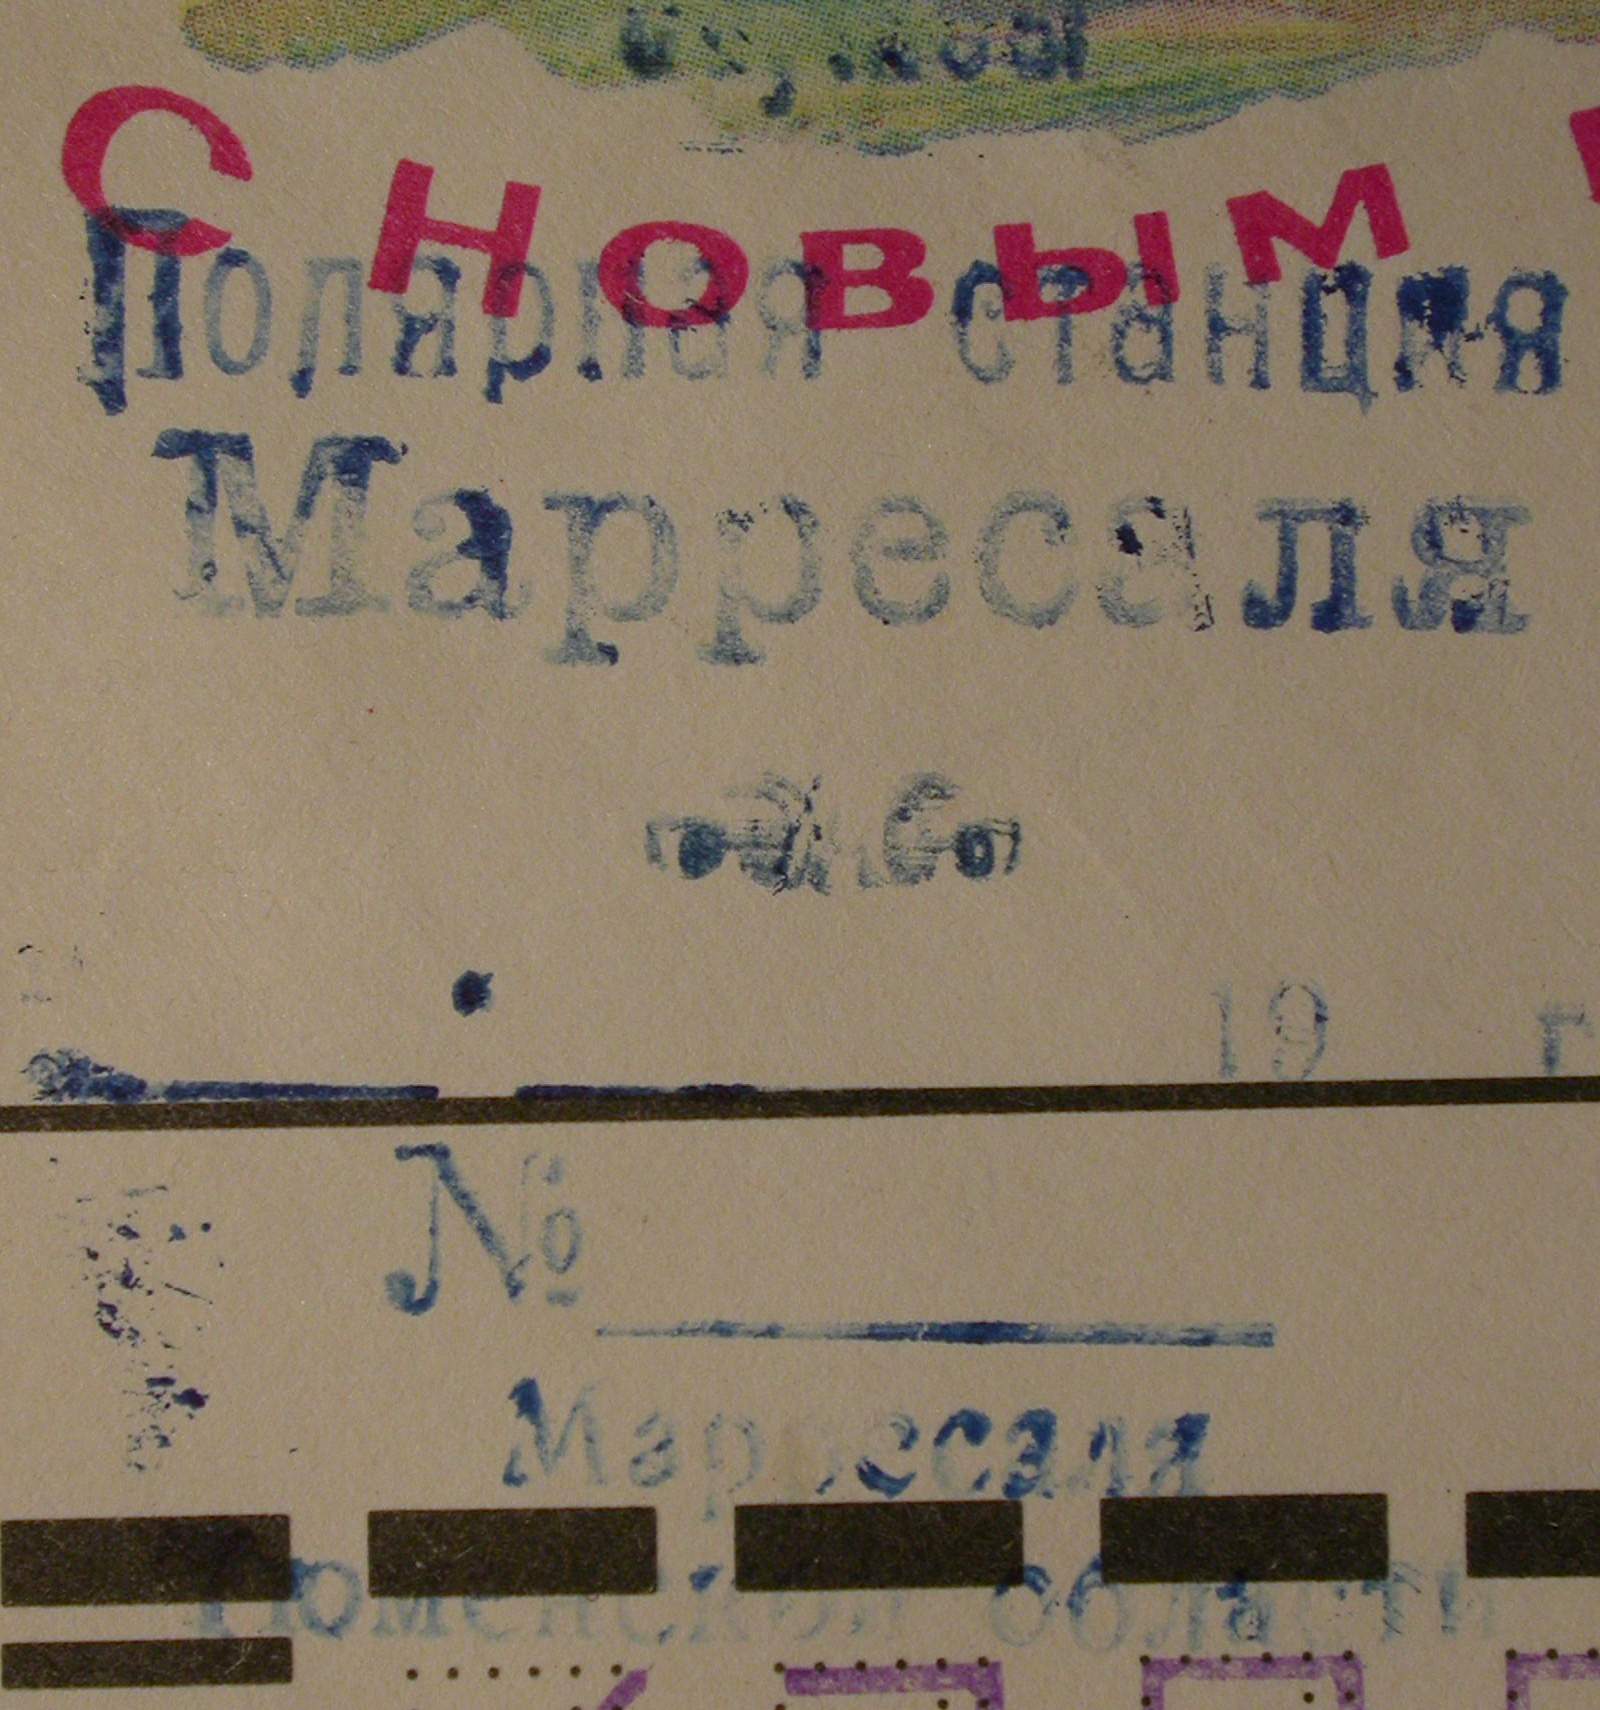 С новым
Полярная станция
Марресаля
19 г
№
Марресаля
Тюменской области